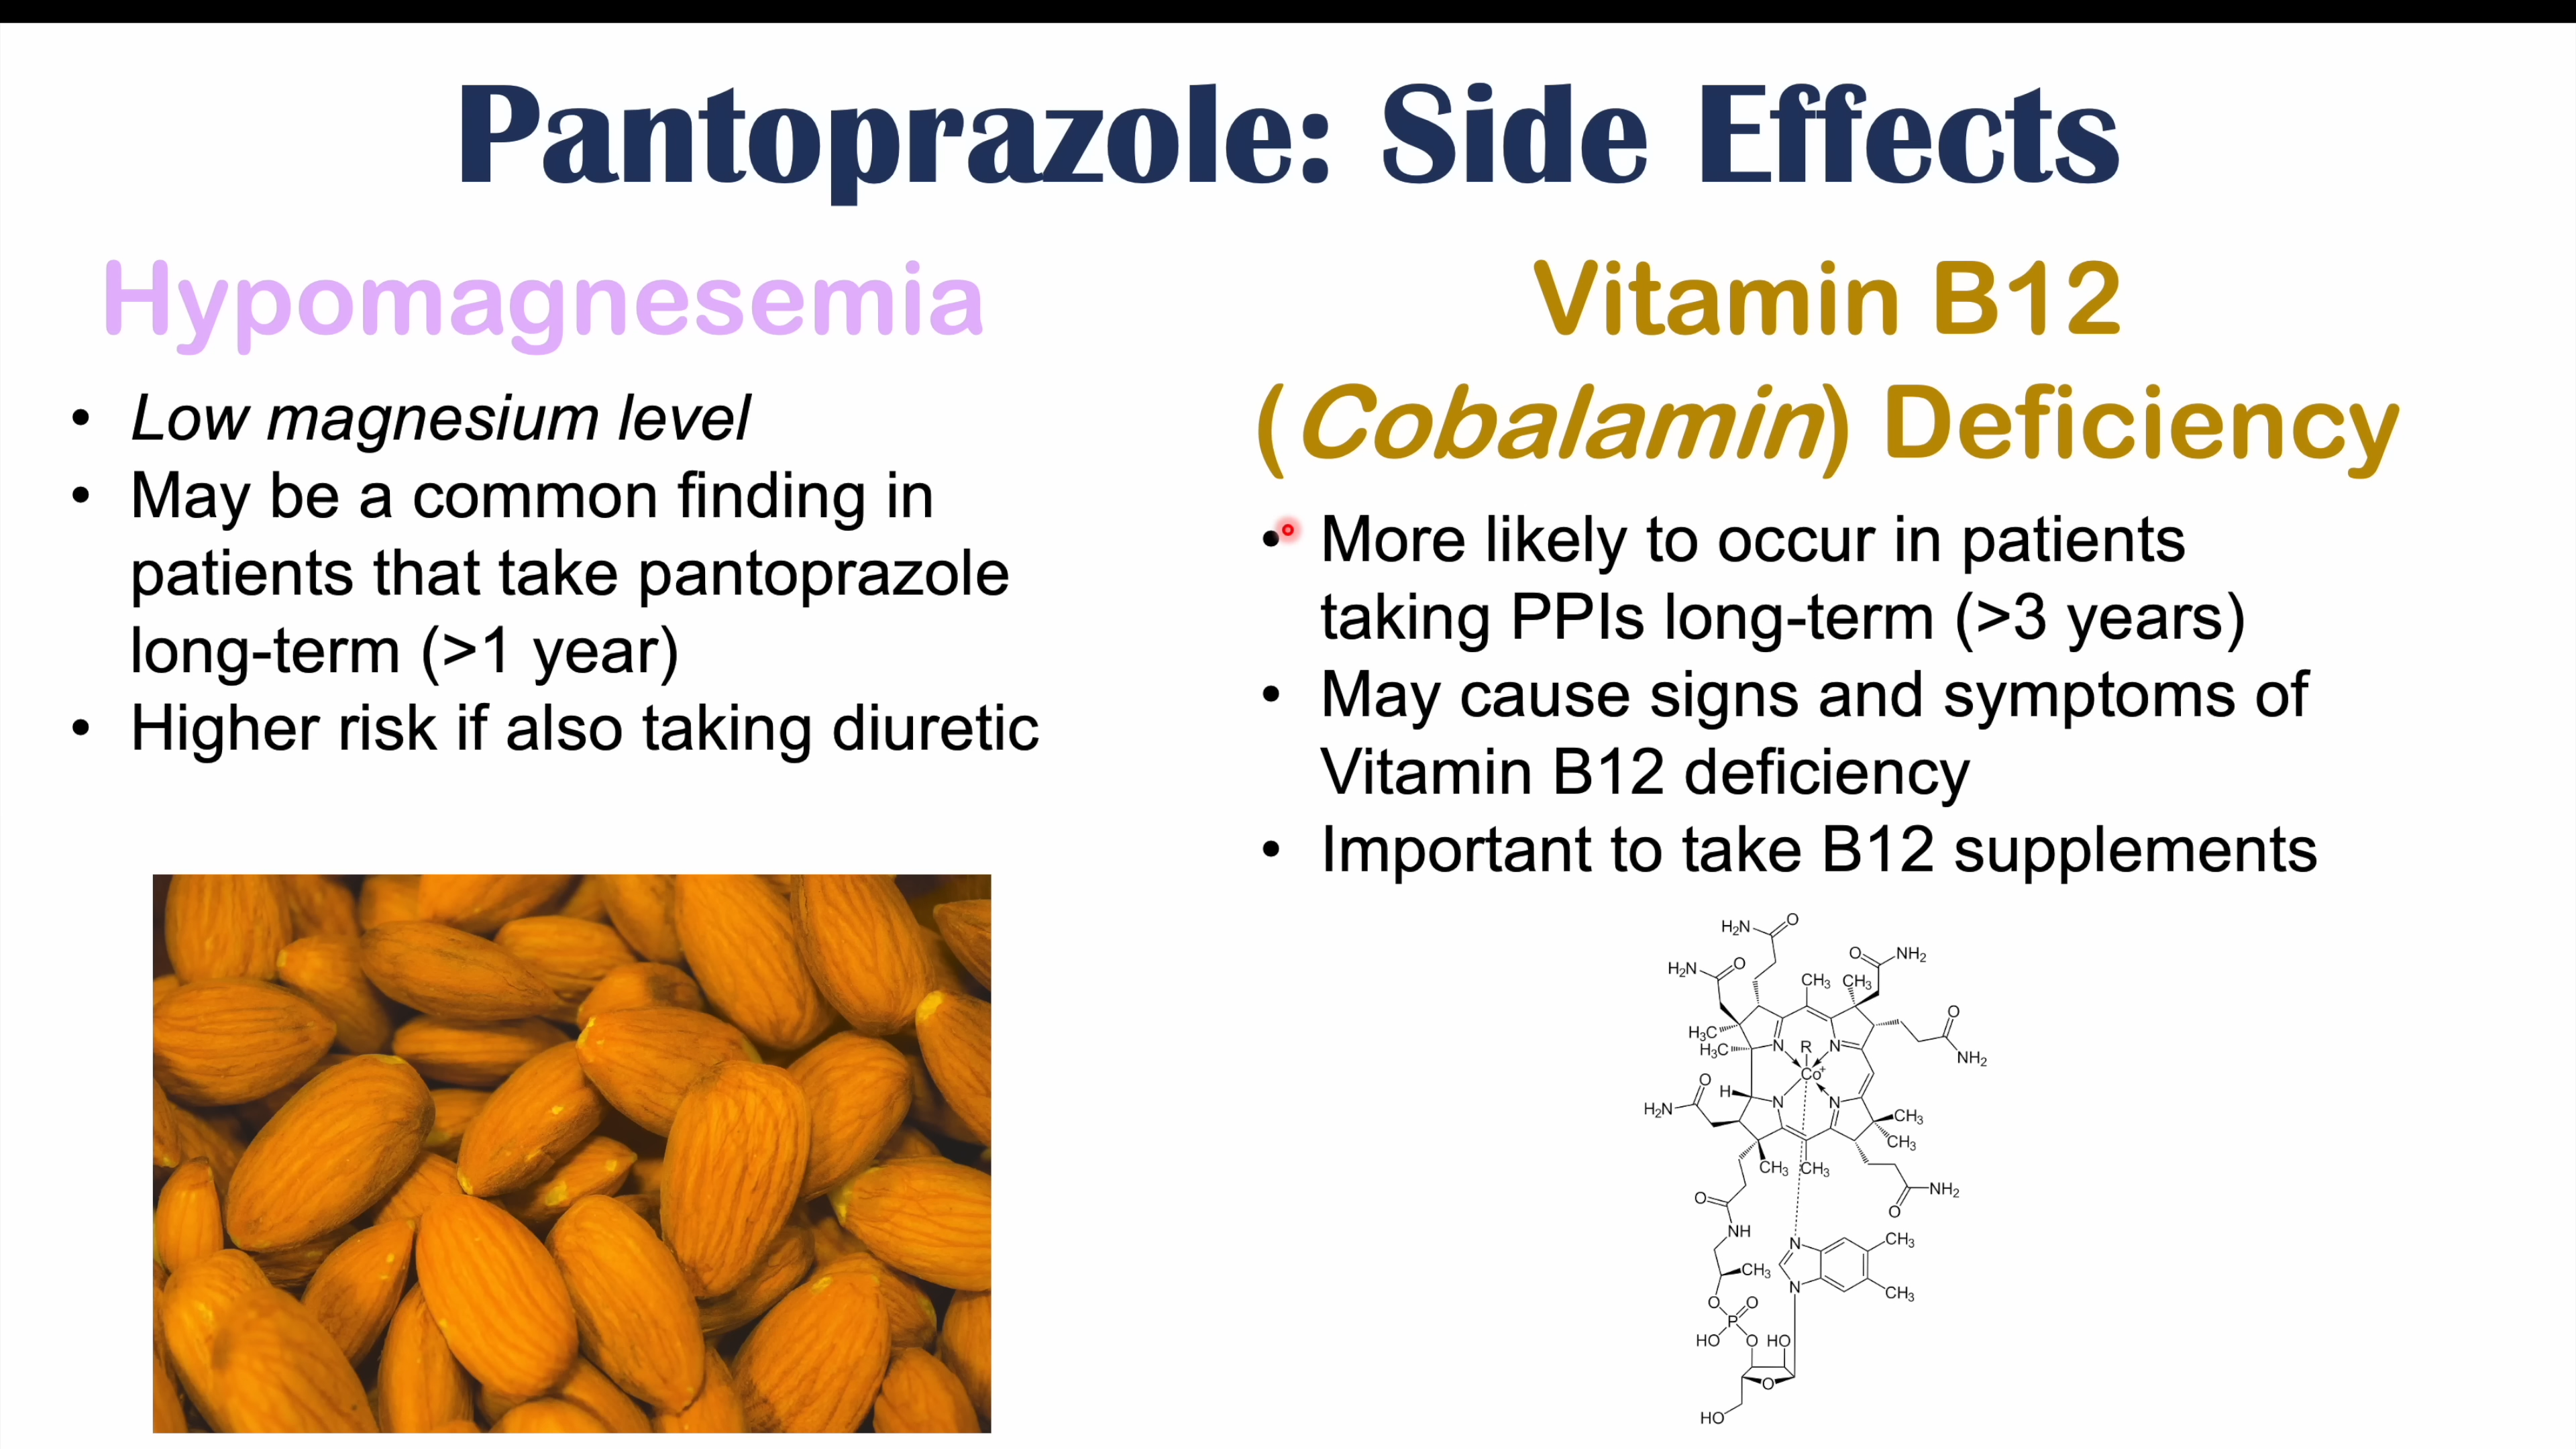 Pantoprazole: Side Effects
Hypomagnesemia
• Low magnesium level
• May be a common finding in
patients that take pantoprazole
long-term (>1 year)
• Higher risk if also taking diuretic
Vitamin B12
(Cobalamin) Deficiency
• More likely to occur in patients
taking PPIs long-term (>3 years)
• May cause signs and symptoms of
Vitamin B12 deficiency
• Important to take B12 supplements
H₂N O
H₂N O O NH₂
CH₃ CH₃
O
H₃C
H₃C N R N NH₂
O Co⁺
H N N
H₂N CH₃
CH₃
CH₃ CH₃
O NH₂
O
NH
N CH₃
CH₃
N CH₃
O O
P
HO O HO
O
HO